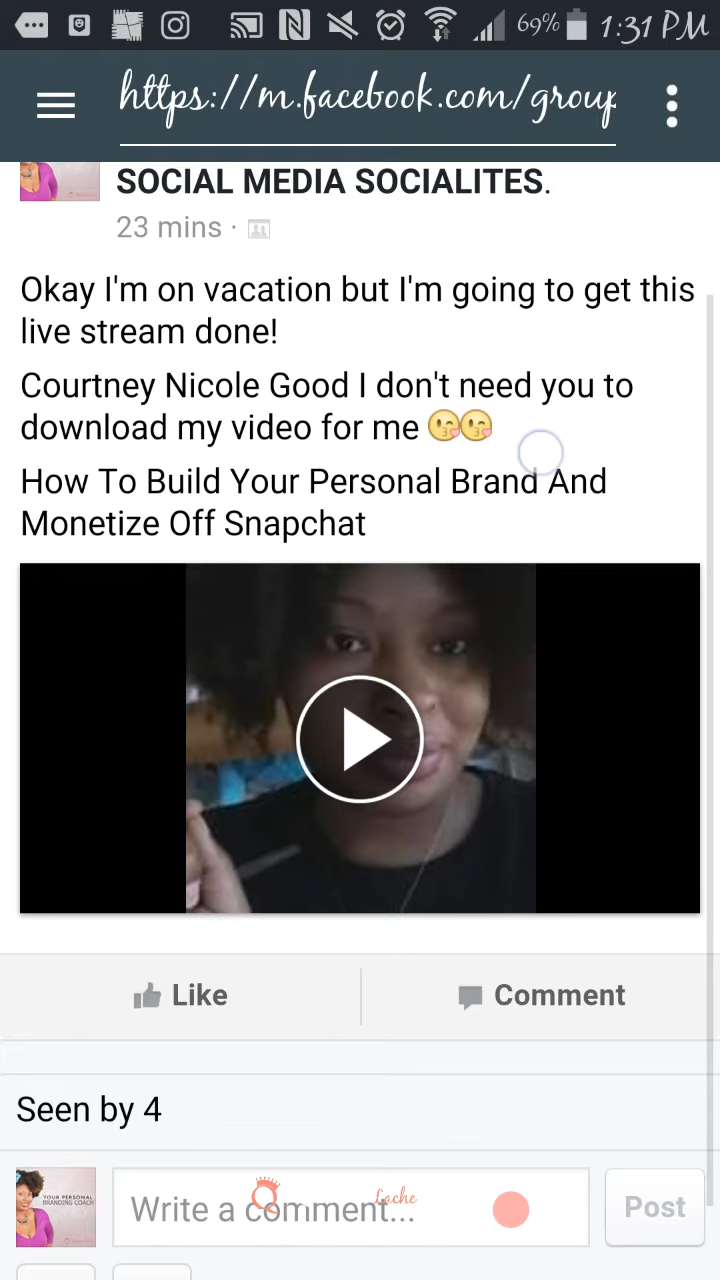 69% 1:31 PM
https://m.facebook.com/group
SOCIAL MEDIA SOCIALITES.
23 mins ·
Okay I'm on vacation but I'm going to get this
live stream done!
Courtney Nicole Good I don't need you to
download my video for me 😘😘
How To Build Your Personal Brand And
Monetize Off Snapchat
Like Comment
Seen by 4
YOUR PERSONAL
BRANDING COACH
Write a comment...
Lache
Post